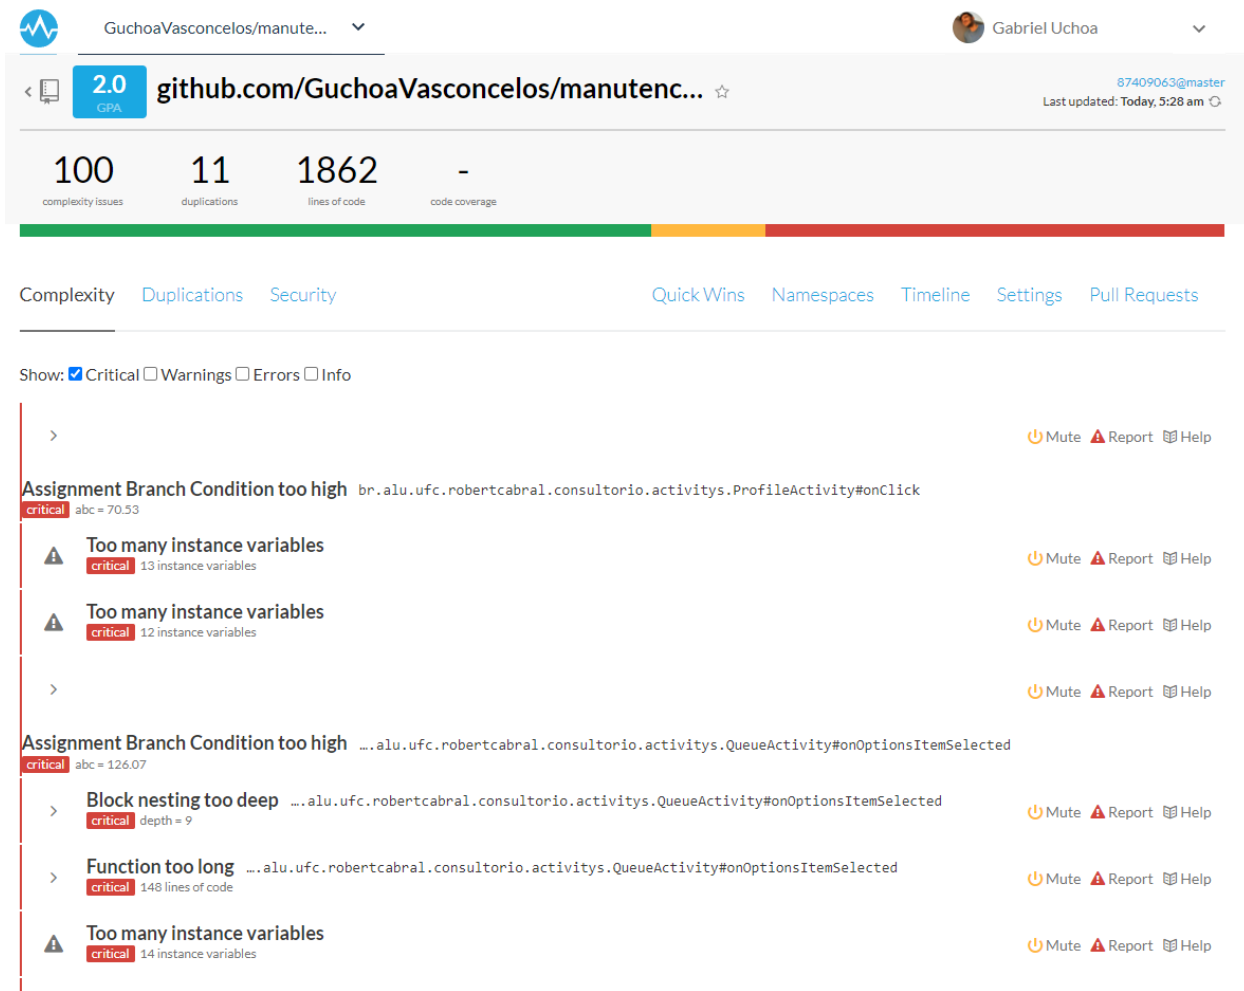 GuchoaVasconcelos/manute...
Gabriel Uchoa
2.0
GPA
github.com/GuchoaVasconcelos/manutenc...
87409063@master
Last updated: Today, 5:28 am
100
complexity issues
11
duplications
1862
lines of code
-
code coverage
Complexity Duplications Security Quick Wins Namespaces Timeline Settings Pull Requests
Show: Critical Warnings Errors Info
Mute Report Help
Assignment Branch Condition too high br.alu.ufc.robertcabral.consultorio.activitys.ProfileActivity#onClick
critical abc = 70.53
Too many instance variables
critical 13 instance variables
Mute Report Help
Too many instance variables
critical 12 instance variables
Mute Report Help
Mute Report Help
Assignment Branch Condition too high ….alu.ufc.robertcabral.consultorio.activitys.QueueActivity#onOptionsItemSelected
critical abc = 126.07
Block nesting too deep ….alu.ufc.robertcabral.consultorio.activitys.QueueActivity#onOptionsItemSelected
critical depth = 9
Mute Report Help
Function too long ….alu.ufc.robertcabral.consultorio.activitys.QueueActivity#onOptionsItemSelected
critical 148 lines of code
Mute Report Help
Too many instance variables
critical 14 instance variables
Mute Report Help